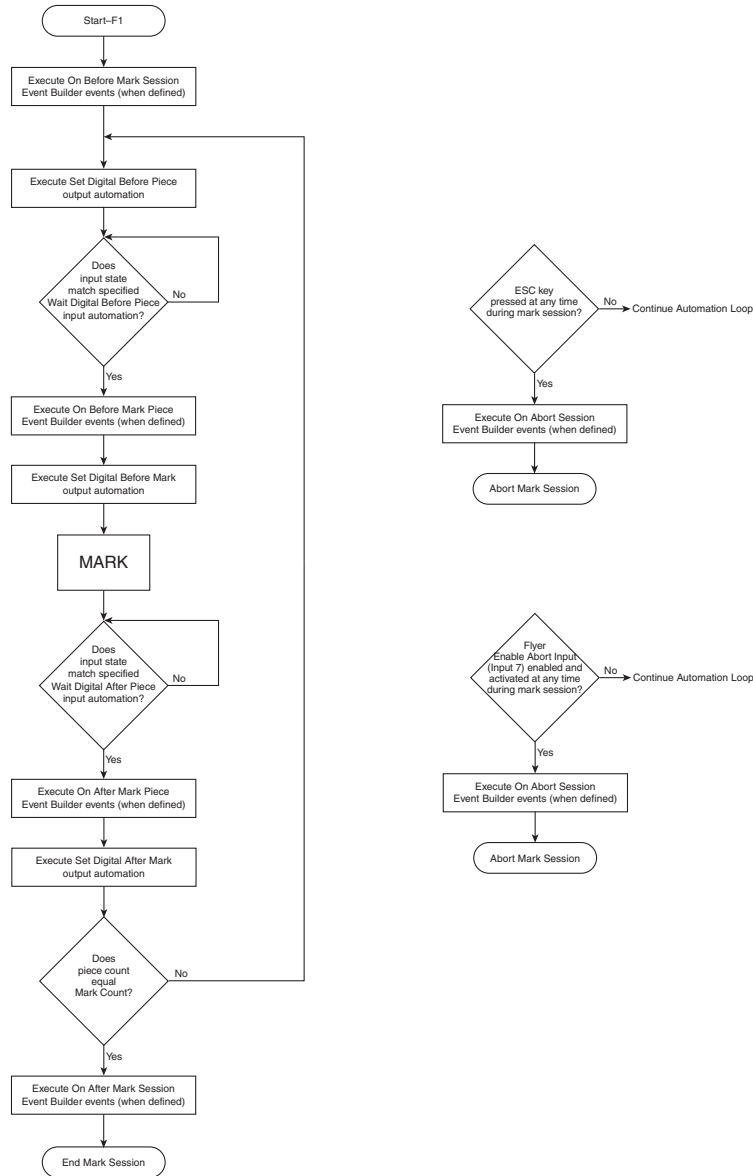 Start–F1
Execute On Before Mark Session
Event Builder events (when defined)
Execute Set Digital Before Piece
output automation
Does
input state
match specified
Wait Digital Before Piece
input automation?
No
Yes
Execute On Before Mark Piece
Event Builder events (when defined)
Execute Set Digital Before Mark
output automation
MARK
Does
input state
match specified
Wait Digital After Piece
input automation?
No
Yes
Execute On After Mark Piece
Event Builder events (when defined)
Execute Set Digital After Mark
output automation
Does
piece count
equal
Mark Count?
No
Yes
Execute On After Mark Session
Event Builder events (when defined)
End Mark Session
ESC key
pressed at any time
during mark session?
No
Continue Automation Loop
Yes
Execute On Abort Session
Event Builder events (when defined)
Abort Mark Session
Flyer
Enable Abort Input
(Input 7) enabled and
activated at any time
during mark session?
No
Continue Automation Loop
Yes
Execute On Abort Session
Event Builder events (when defined)
Abort Mark Session